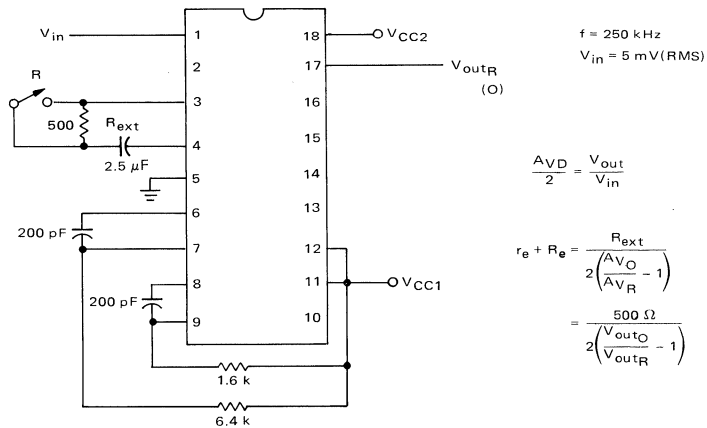 V_in
1
2
3
4
5
6
7
8
9
18
17
16
15
14
13
12
11
10
V_CC2
V_outR
(O)
R
500
R_ext
2.5 μF
200 pF
200 pF
V_CC1
1.6 k
6.4 k
f = 250 kHz
V_in = 5 mV(RMS)
A_VD / 2 = V_out / V_in
r_e + R_e = R_ext / 2(A_VO / A_VR − 1)
= 500 Ω / 2(V_outO / V_outR − 1)